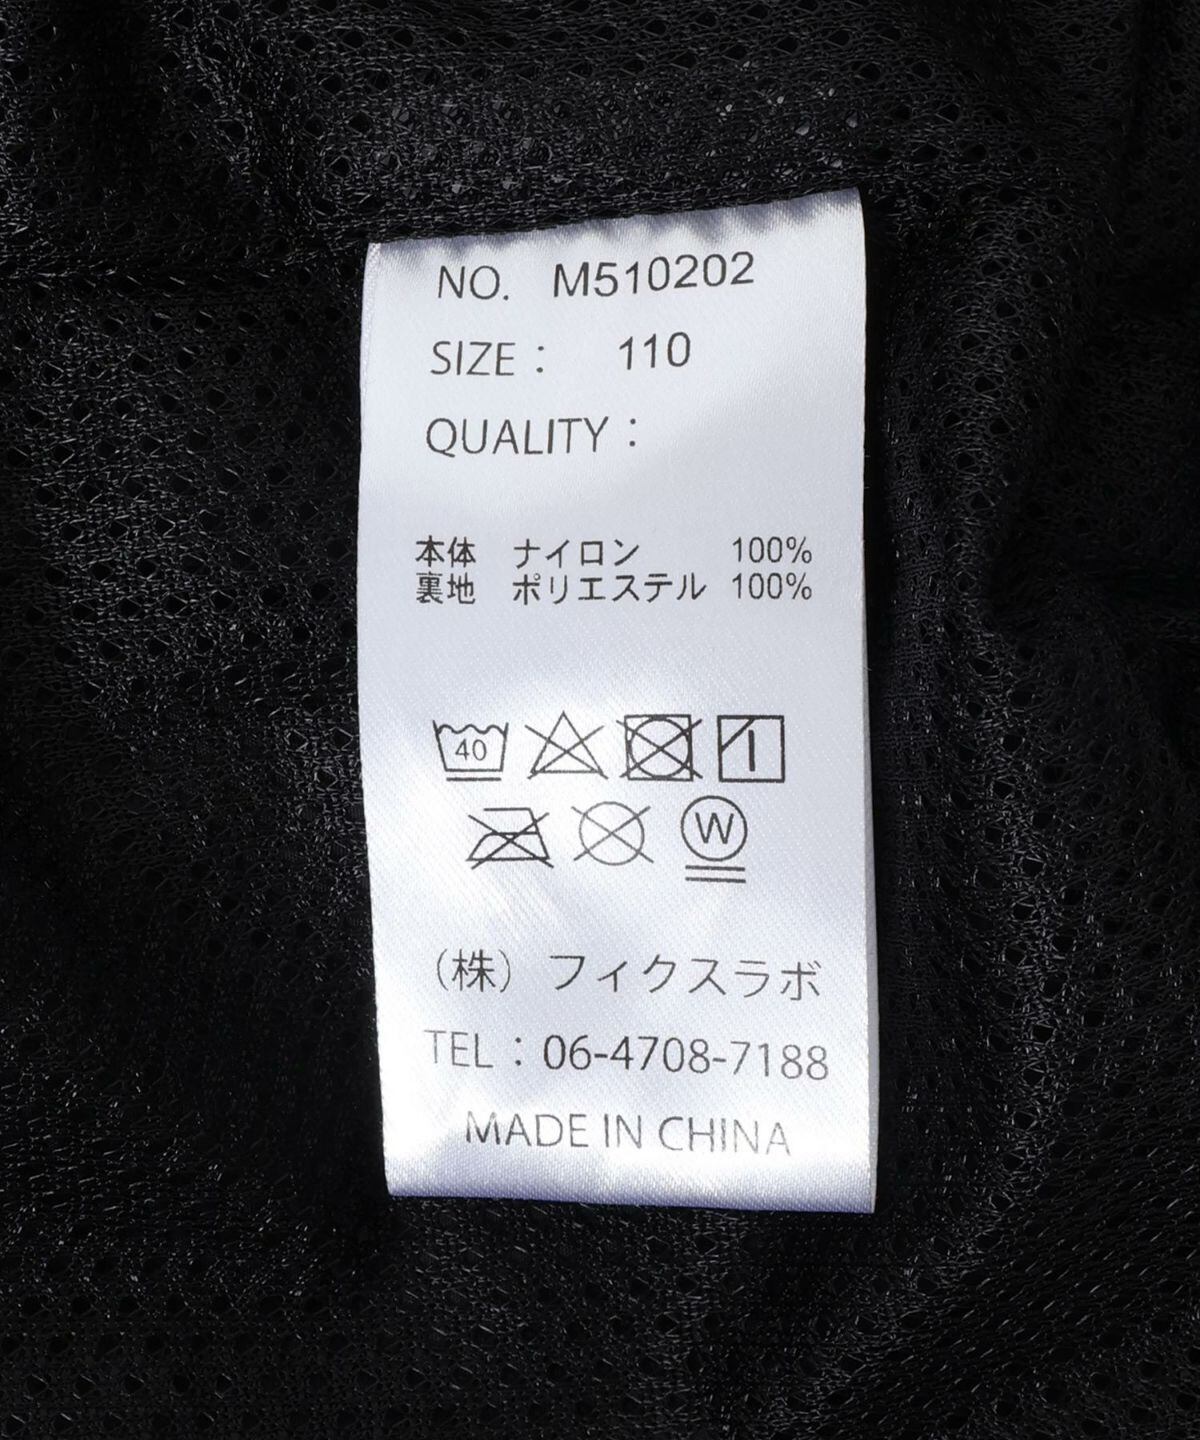 NO. M510202
SIZE： 110
QUALITY：
本体 ナイロン 100%
裏地 ポリエステル 100%
40
W
（株）フィクスラボ
TEL：06-4708-7188
MADE IN CHINA